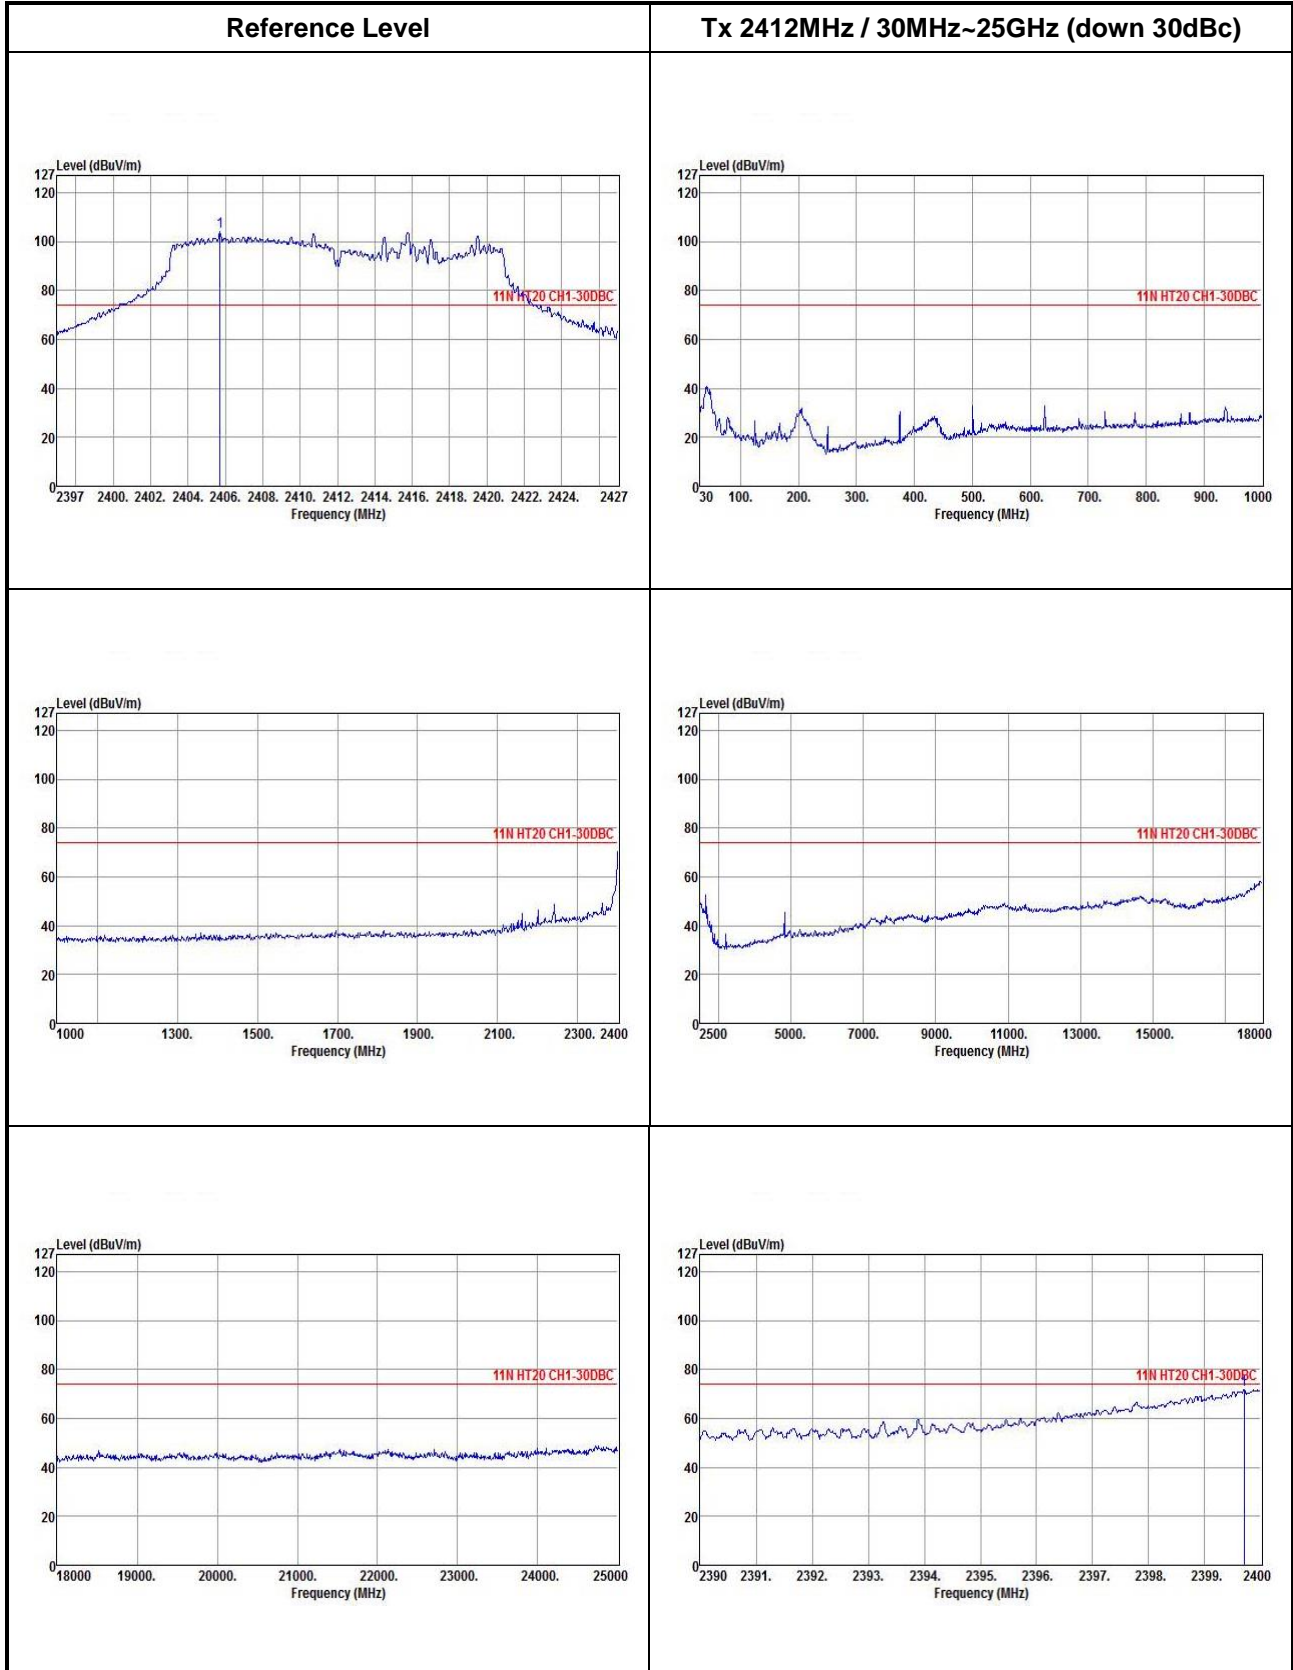 Reference Level
Tx 2412MHz / 30MHz~25GHz (down 30dBc)
Level (dBuV/m)
127
120
100
80
60
40
20
0
1
11N HT20 CH1-30DBC
2397 2400. 2402. 2404. 2406. 2408. 2410. 2412. 2414. 2416. 2418. 2420. 2422. 2424. 2427
Frequency (MHz)
Level (dBuV/m)
127
120
100
80
60
40
20
0
11N HT20 CH1-30DBC
30 100. 200. 300. 400. 500. 600. 700. 800. 900. 1000
Frequency (MHz)
Level (dBuV/m)
127
120
100
80
60
40
20
0
11N HT20 CH1-30DBC
1000 1300. 1500. 1700. 1900. 2100. 2300. 2400
Frequency (MHz)
Level (dBuV/m)
127
120
100
80
60
40
20
0
11N HT20 CH1-30DBC
2500 5000. 7000. 9000. 11000. 13000. 15000. 18000
Frequency (MHz)
Level (dBuV/m)
127
120
100
80
60
40
20
0
11N HT20 CH1-30DBC
18000 19000. 20000. 21000. 22000. 23000. 24000. 25000
Frequency (MHz)
Level (dBuV/m)
127
120
100
80
60
40
20
0
11N HT20 CH1-30DBC
2390 2391. 2392. 2393. 2394. 2395. 2396. 2397. 2398. 2399. 2400
Frequency (MHz)